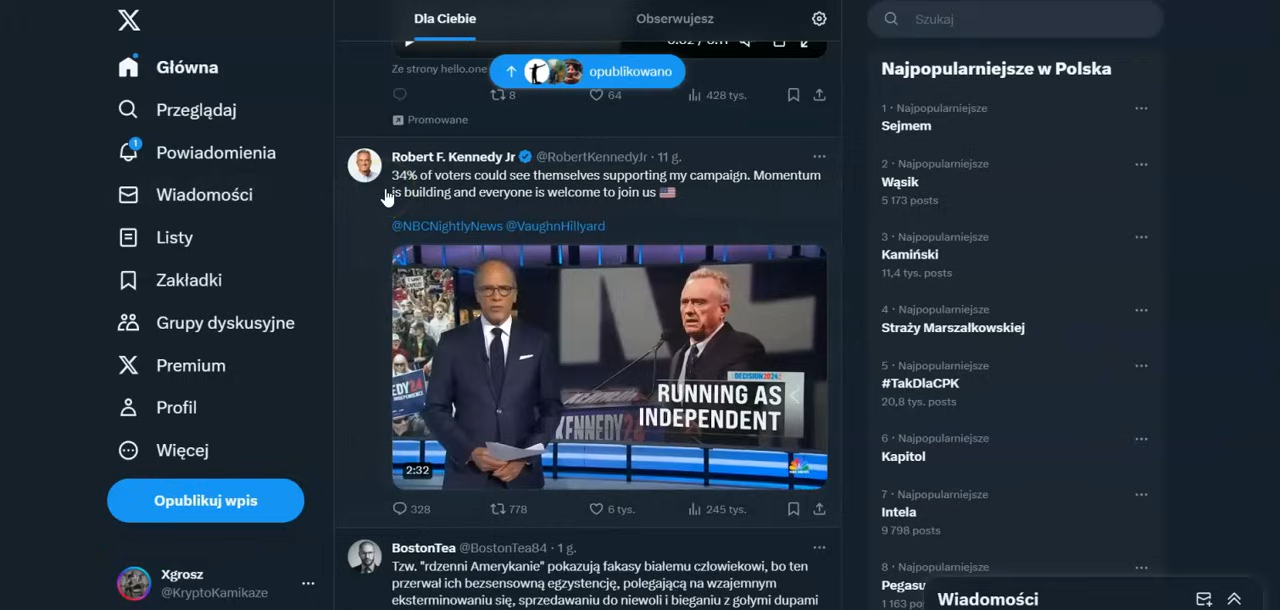 Główna
Przeglądaj
1
Powiadomienia
Wiadomości
Listy
Zakładki
Grupy dyskusyjne
Premium
Profil
Więcej
Opublikuj wpis
Xgrosz
@KryptoKamikaze
Dla Ciebie
Obserwujesz
Ze strony hello.one
opublikowano
8
64
428 tys.
Promowane
Robert F. Kennedy Jr @RobertKennedyJr · 11 g.
34% of voters could see themselves supporting my campaign. Momentum
is building and everyone is welcome to join us
@NBCNightlyNews @VaughnHillyard
DECISION 2024
RUNNING AS
INDEPENDENT
2:32
328
778
6 tys.
245 tys.
BostonTea @BostonTea84 · 1 g.
Tzw. "rdzenni Amerykanie" pokazują fakasy białemu człowiekowi, bo ten
przerwał ich bezsensowną egzystencję, polegającą na wzajemnym
eksterminowaniu się, sprzedawaniu do niewoli i bieganiu z gołymi dupami
Szukaj
Najpopularniejsze w Polska
1 · Najpopularniejsze
Sejmem
2 · Najpopularniejsze
Wąsik
5 173 posts
3 · Najpopularniejsze
Kamiński
11,4 tys. posts
4 · Najpopularniejsze
Straży Marszałkowskiej
5 · Najpopularniejsze
#TakDlaCPK
20,8 tys. posts
6 · Najpopularniejsze
Kapitol
7 · Najpopularniejsze
Intela
9 798 posts
8 · Najpopularniejsze
Pegasu
1 163 po
Wiadomości